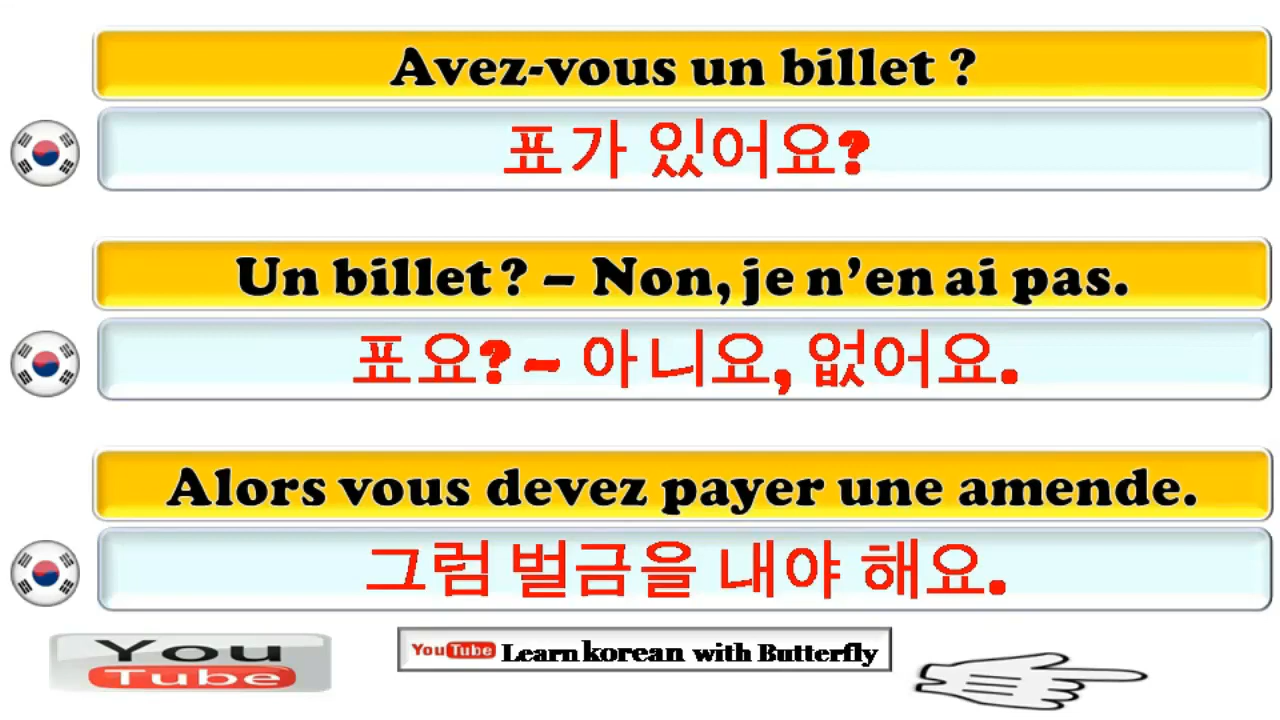 Avez-vous un billet ?
표가 있어요?
Un billet ? – Non, je n’en ai pas.
표요? – 아니요, 없어요.
Alors vous devez payer une amende.
그럼 벌금을 내야 해요.
You
Tube
YouTube Learn korean with Butterfly